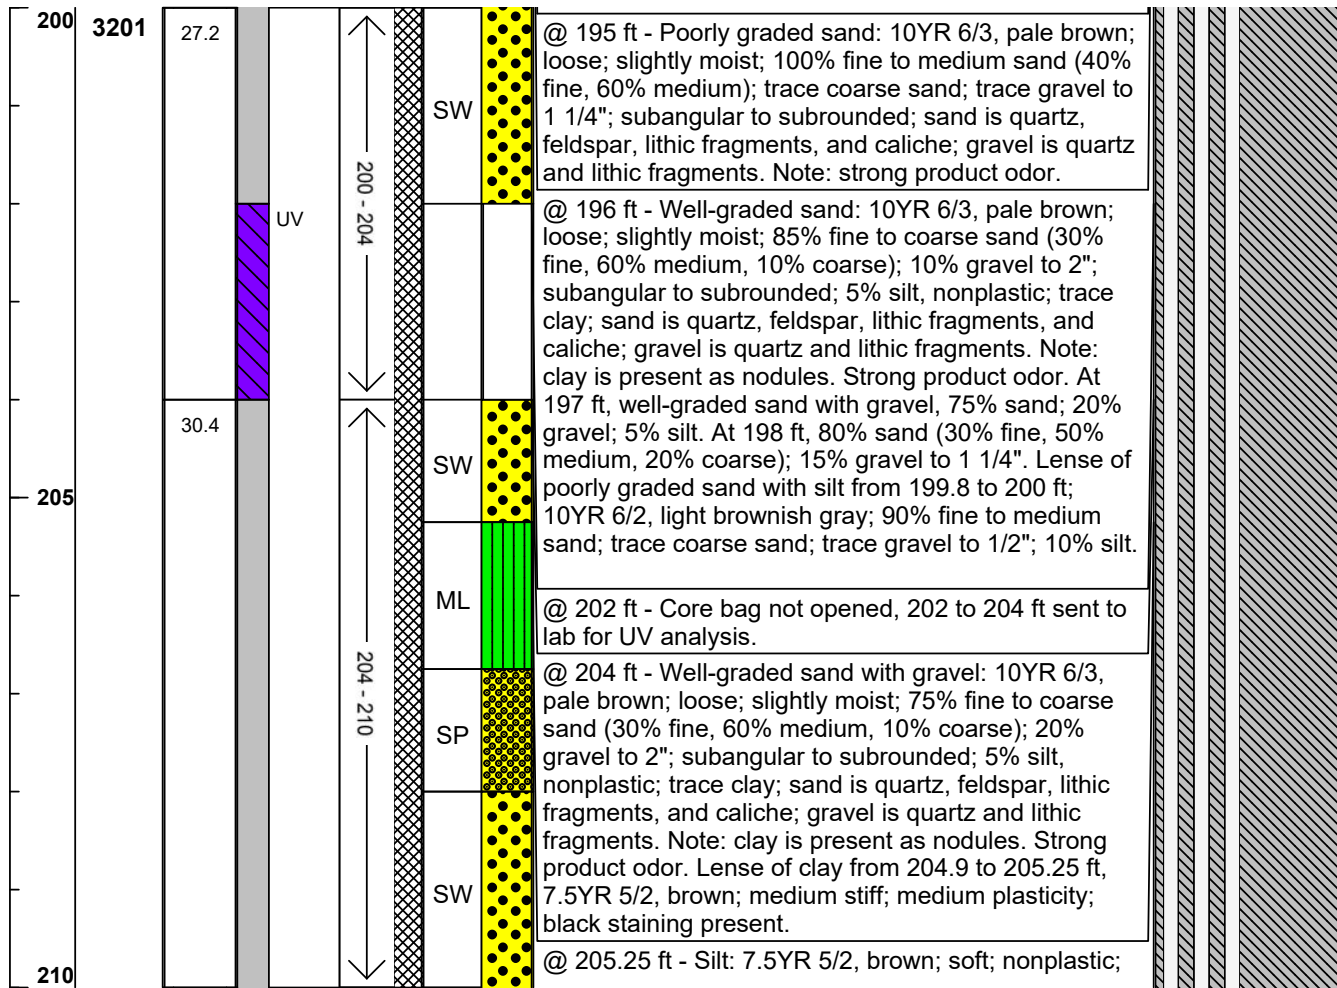 200
3201
27.2
UV
200 - 204
30.4
205
204 - 210
210
SW
SW
ML
SP
SW
@ 195 ft - Poorly graded sand: 10YR 6/3, pale brown;
loose; slightly moist; 100% fine to medium sand (40%
fine, 60% medium); trace coarse sand; trace gravel to
1 1/4"; subangular to subrounded; sand is quartz,
feldspar, lithic fragments, and caliche; gravel is quartz
and lithic fragments. Note: strong product odor.
@ 196 ft - Well-graded sand: 10YR 6/3, pale brown;
loose; slightly moist; 85% fine to coarse sand (30%
fine, 60% medium, 10% coarse); 10% gravel to 2";
subangular to subrounded; 5% silt, nonplastic; trace
clay; sand is quartz, feldspar, lithic fragments, and
caliche; gravel is quartz and lithic fragments. Note:
clay is present as nodules. Strong product odor. At
197 ft, well-graded sand with gravel, 75% sand; 20%
gravel; 5% silt. At 198 ft, 80% sand (30% fine, 50%
medium, 20% coarse); 15% gravel to 1 1/4". Lense of
poorly graded sand with silt from 199.8 to 200 ft;
10YR 6/2, light brownish gray; 90% fine to medium
sand; trace coarse sand; trace gravel to 1/2"; 10% silt.
@ 202 ft - Core bag not opened, 202 to 204 ft sent to
lab for UV analysis.
@ 204 ft - Well-graded sand with gravel: 10YR 6/3,
pale brown; loose; slightly moist; 75% fine to coarse
sand (30% fine, 60% medium, 10% coarse); 20%
gravel to 2"; subangular to subrounded; 5% silt,
nonplastic; trace clay; sand is quartz, feldspar, lithic
fragments, and caliche; gravel is quartz and lithic
fragments. Note: clay is present as nodules. Strong
product odor. Lense of clay from 204.9 to 205.25 ft,
7.5YR 5/2, brown; medium stiff; medium plasticity;
black staining present.
@ 205.25 ft - Silt: 7.5YR 5/2, brown; soft; nonplastic;